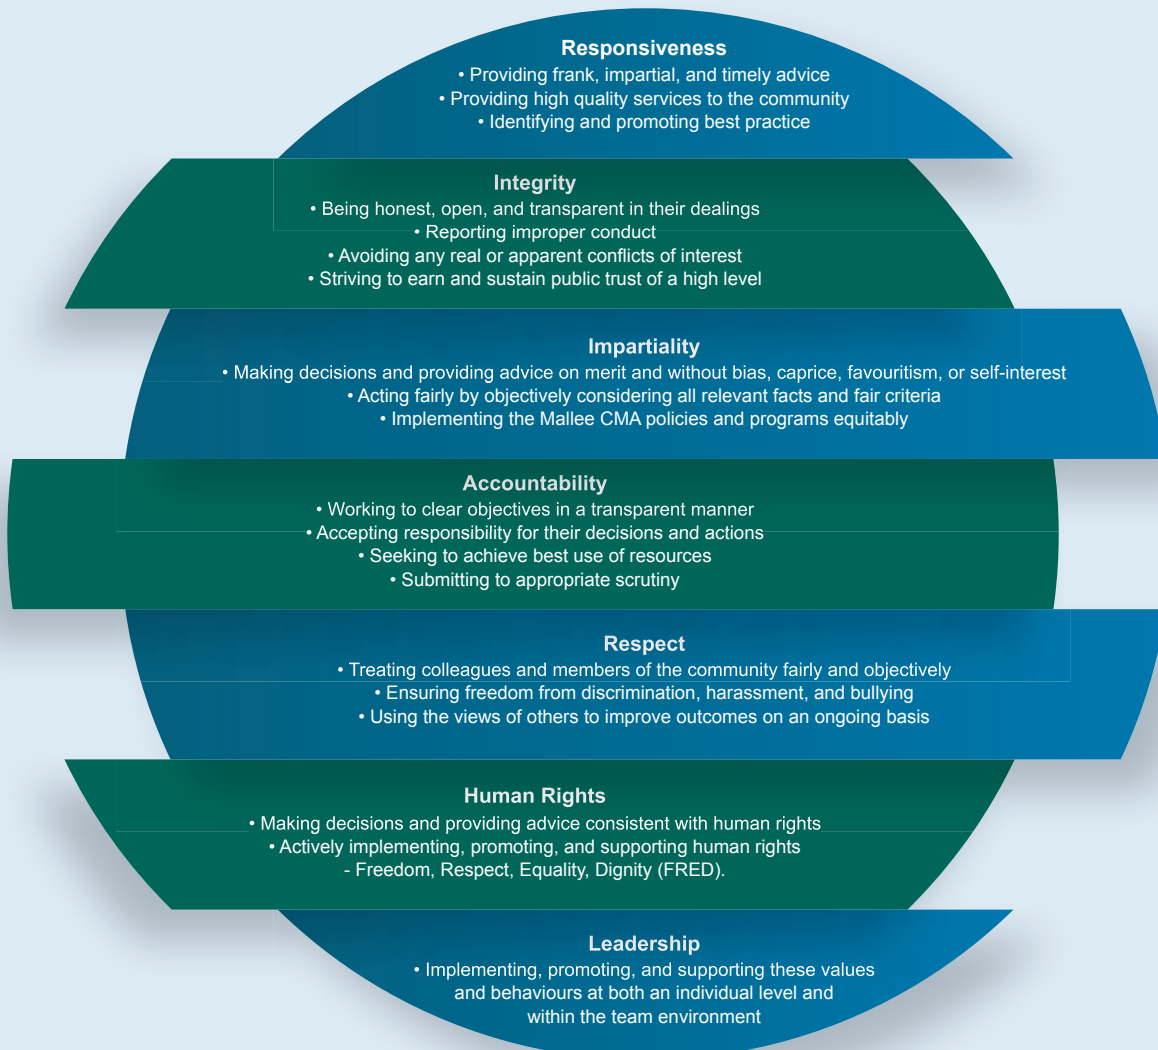 Responsiveness
• Providing frank, impartial, and timely advice
• Providing high quality services to the community
• Identifying and promoting best practice
Integrity
• Being honest, open, and transparent in their dealings
• Reporting improper conduct
• Avoiding any real or apparent conflicts of interest
• Striving to earn and sustain public trust of a high level
Impartiality
• Making decisions and providing advice on merit and without bias, caprice, favouritism, or self-interest
• Acting fairly by objectively considering all relevant facts and fair criteria
• Implementing the Mallee CMA policies and programs equitably
Accountability
• Working to clear objectives in a transparent manner
• Accepting responsibility for their decisions and actions
• Seeking to achieve best use of resources
• Submitting to appropriate scrutiny
Respect
• Treating colleagues and members of the community fairly and objectively
• Ensuring freedom from discrimination, harassment, and bullying
• Using the views of others to improve outcomes on an ongoing basis
Human Rights
• Making decisions and providing advice consistent with human rights
• Actively implementing, promoting, and supporting human rights
- Freedom, Respect, Equality, Dignity (FRED).
Leadership
• Implementing, promoting, and supporting these values
and behaviours at both an individual level and
within the team environment